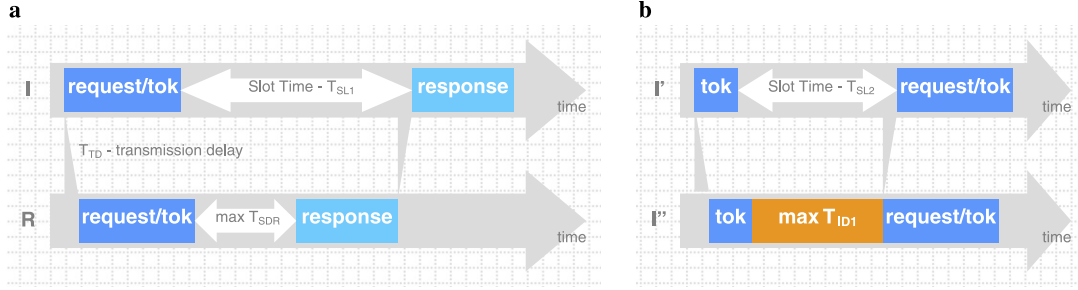 a
I
request/tok
Slot Time - TSL1
response
time
TTD - transmission delay
R
request/tok
max TSDR
response
time
b
I'
tok
Slot Time - TSL2
request/tok
time
I"
tok
max TID1
request/tok
time